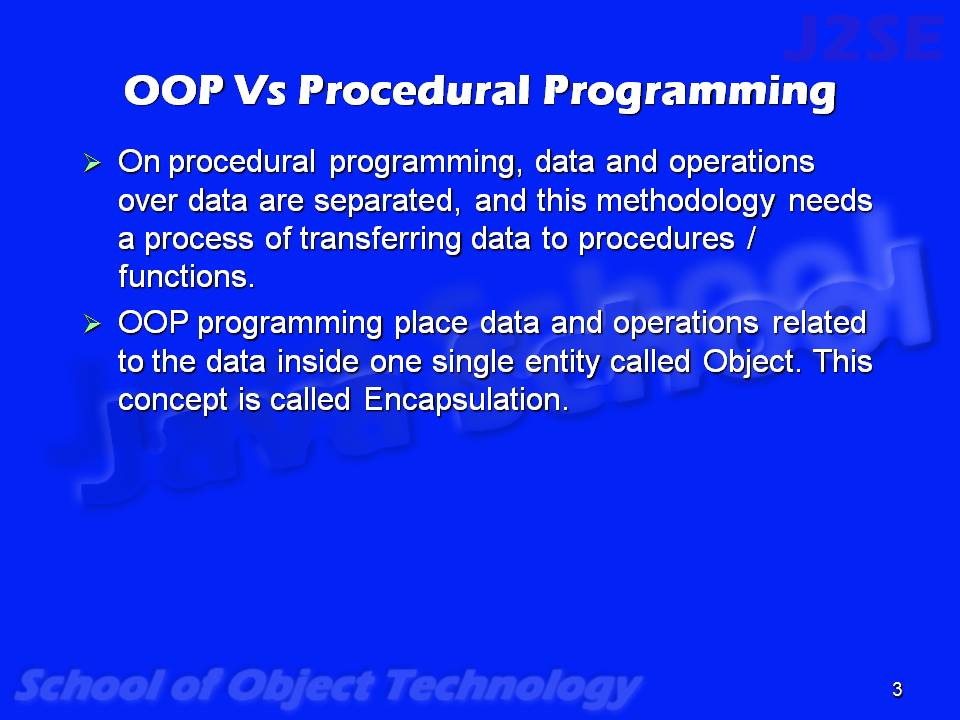 J2SE
OOP Vs Procedural Programming
➢ On procedural programming, data and operations
over data are separated, and this methodology needs
a process of transferring data to procedures /
functions.
➢ OOP programming place data and operations related
to the data inside one single entity called Object. This
concept is called Encapsulation.
Java School
School of Object Technology
3